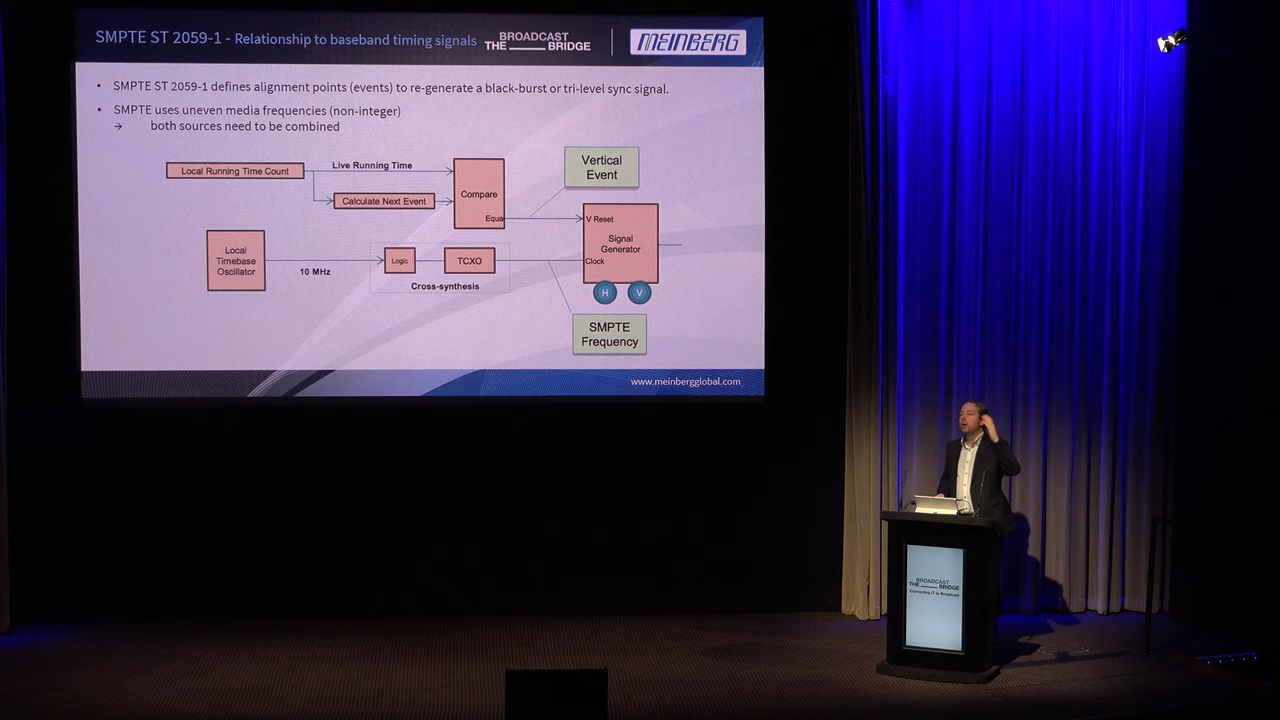 SMPTE ST 2059-1 - Relationship to baseband timing signals
BROADCAST
THE BRIDGE
MEINBERG
• SMPTE ST 2059-1 defines alignment points (events) to re-generate a black-burst or tri-level sync signal.
• SMPTE uses uneven media frequencies (non-integer)
→ both sources need to be combined
Local Running Time Count
Live Running Time
Calculate Next Event
Compare
Equa
Vertical
Event
V Reset
Signal
Generator
Clock
Local
Timebase
Oscillator
10 MHz
Logic
TCXO
Cross-synthesis
H
V
SMPTE
Frequency
www.meinbergglobal.com
BROADCAST
THE BRIDGE
Connecting IT to Broadcast